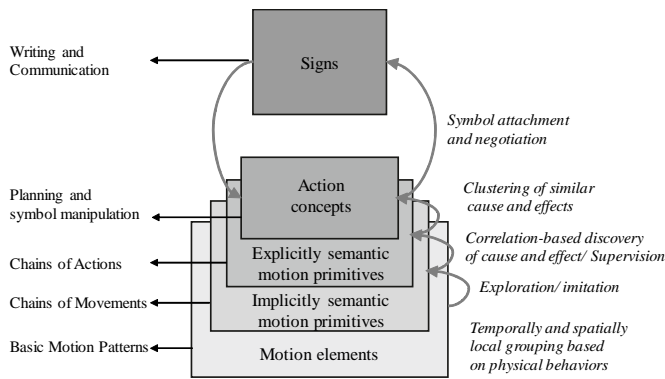 Writing and
Communication
Signs
Symbol attachment
and negotiation
Action
concepts
Planning and
symbol manipulation
Clustering of similar
cause and effects
Explicitly semantic
motion primitives
Chains of Actions
Correlation-based discovery
of cause and effect/ Supervision
Implicitly semantic
motion primitives
Chains of Movements
Exploration/ imitation
Motion elements
Basic Motion Patterns
Temporally and spatially
local grouping based
on physical behaviors